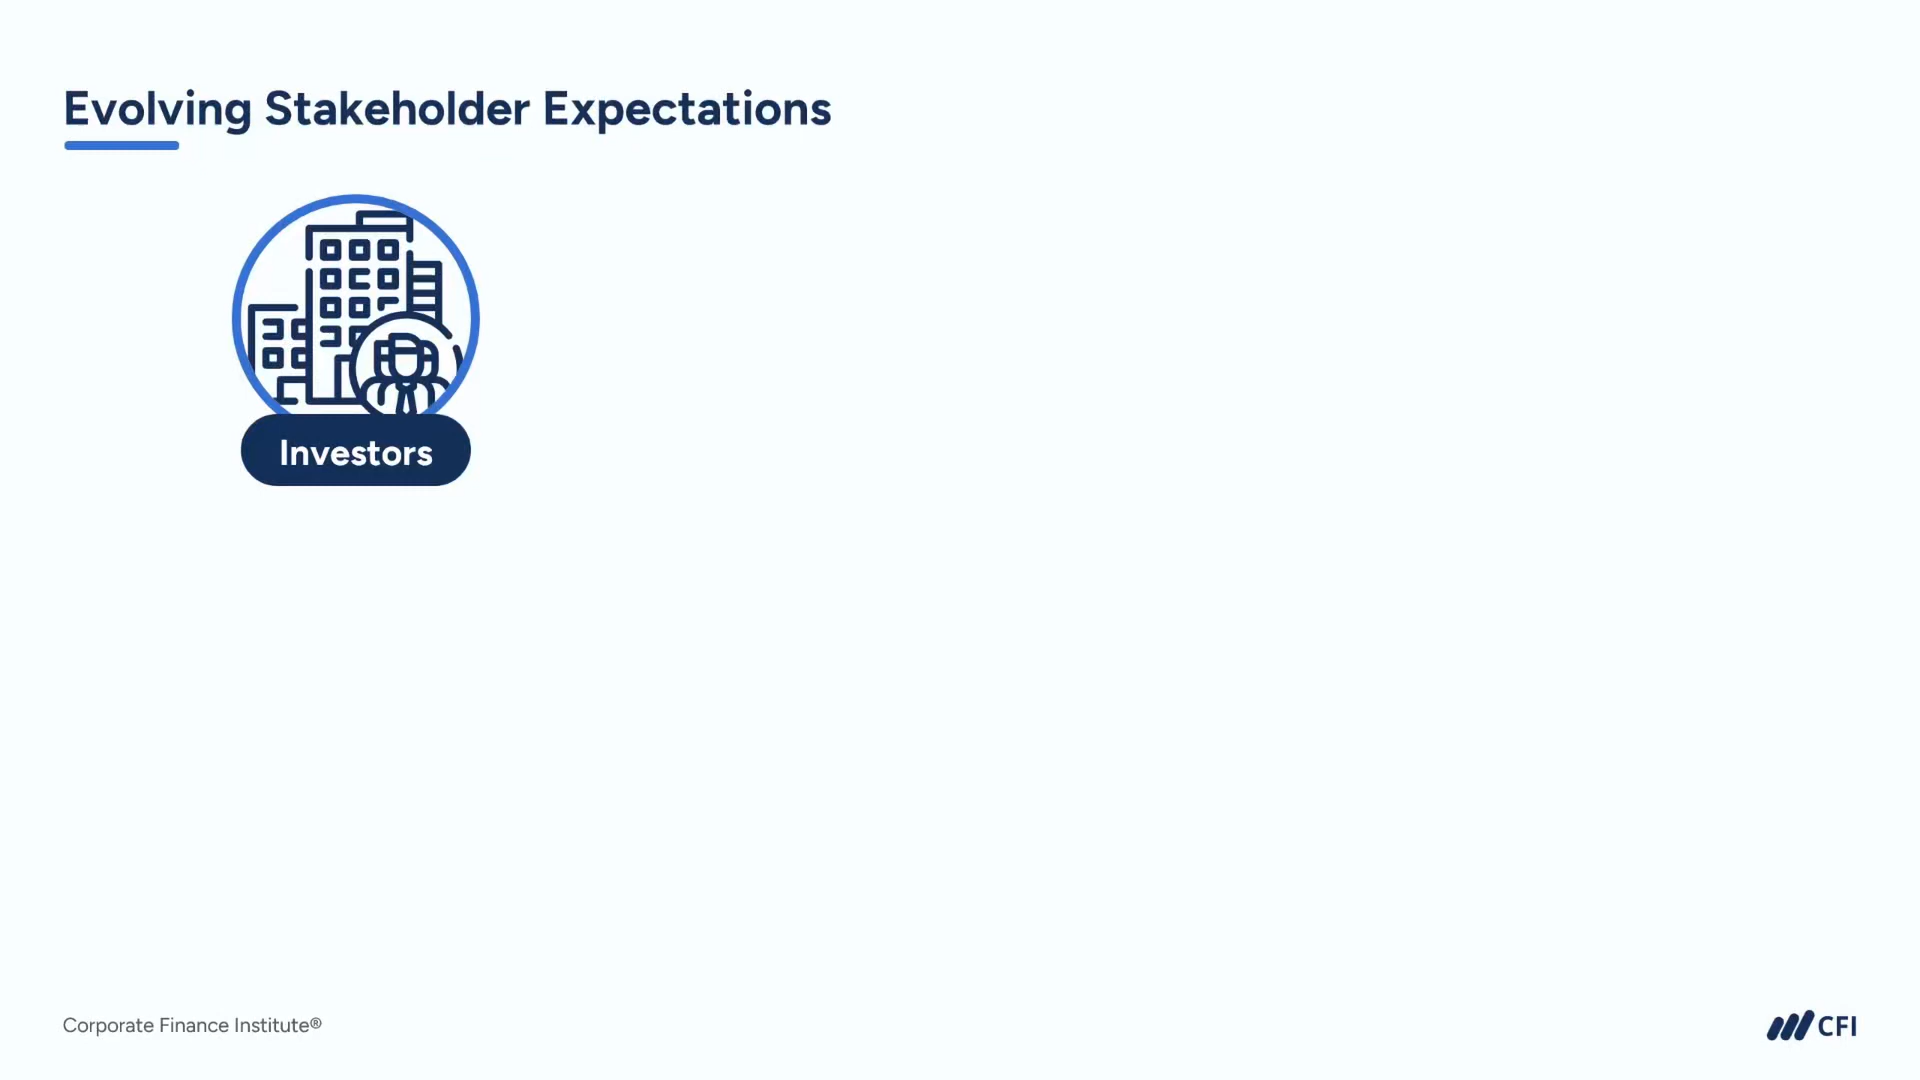 Evolving Stakeholder Expectations
Investors
Corporate Finance Institute®
CFI